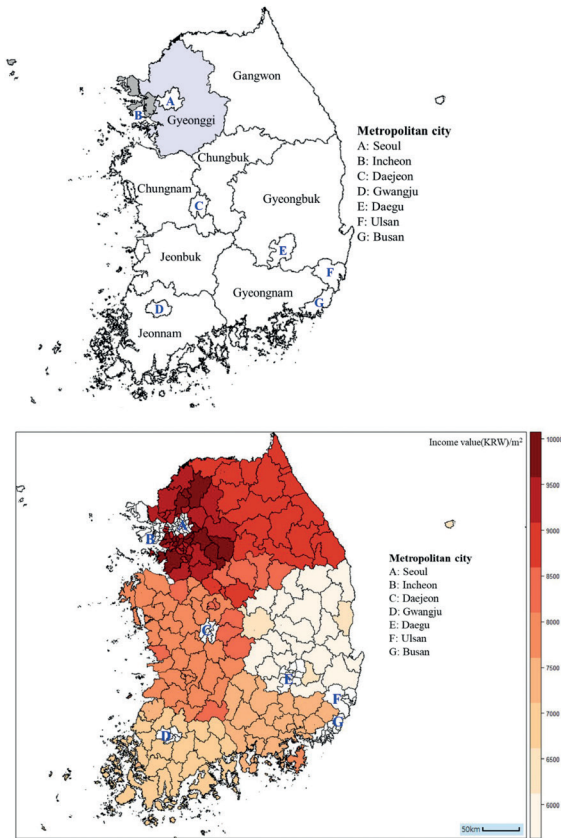 Gangwon
A
B
Gyeonggi
Chungbuk
Chungnam
C
Gyeongbuk
Jeonbuk
E
F
Gyeongnam
G
D
Jeonnam
Metropolitan city
A: Seoul
B: Incheon
C: Daejeon
D: Gwangju
E: Daegu
F: Ulsan
G: Busan
Income value(KRW)/m²
A
B
C
D
E
F
G
Metropolitan city
A: Seoul
B: Incheon
C: Daejeon
D: Gwangju
E: Daegu
F: Ulsan
G: Busan
50km
10000
9500
9000
8500
8000
7500
7000
6500
6000